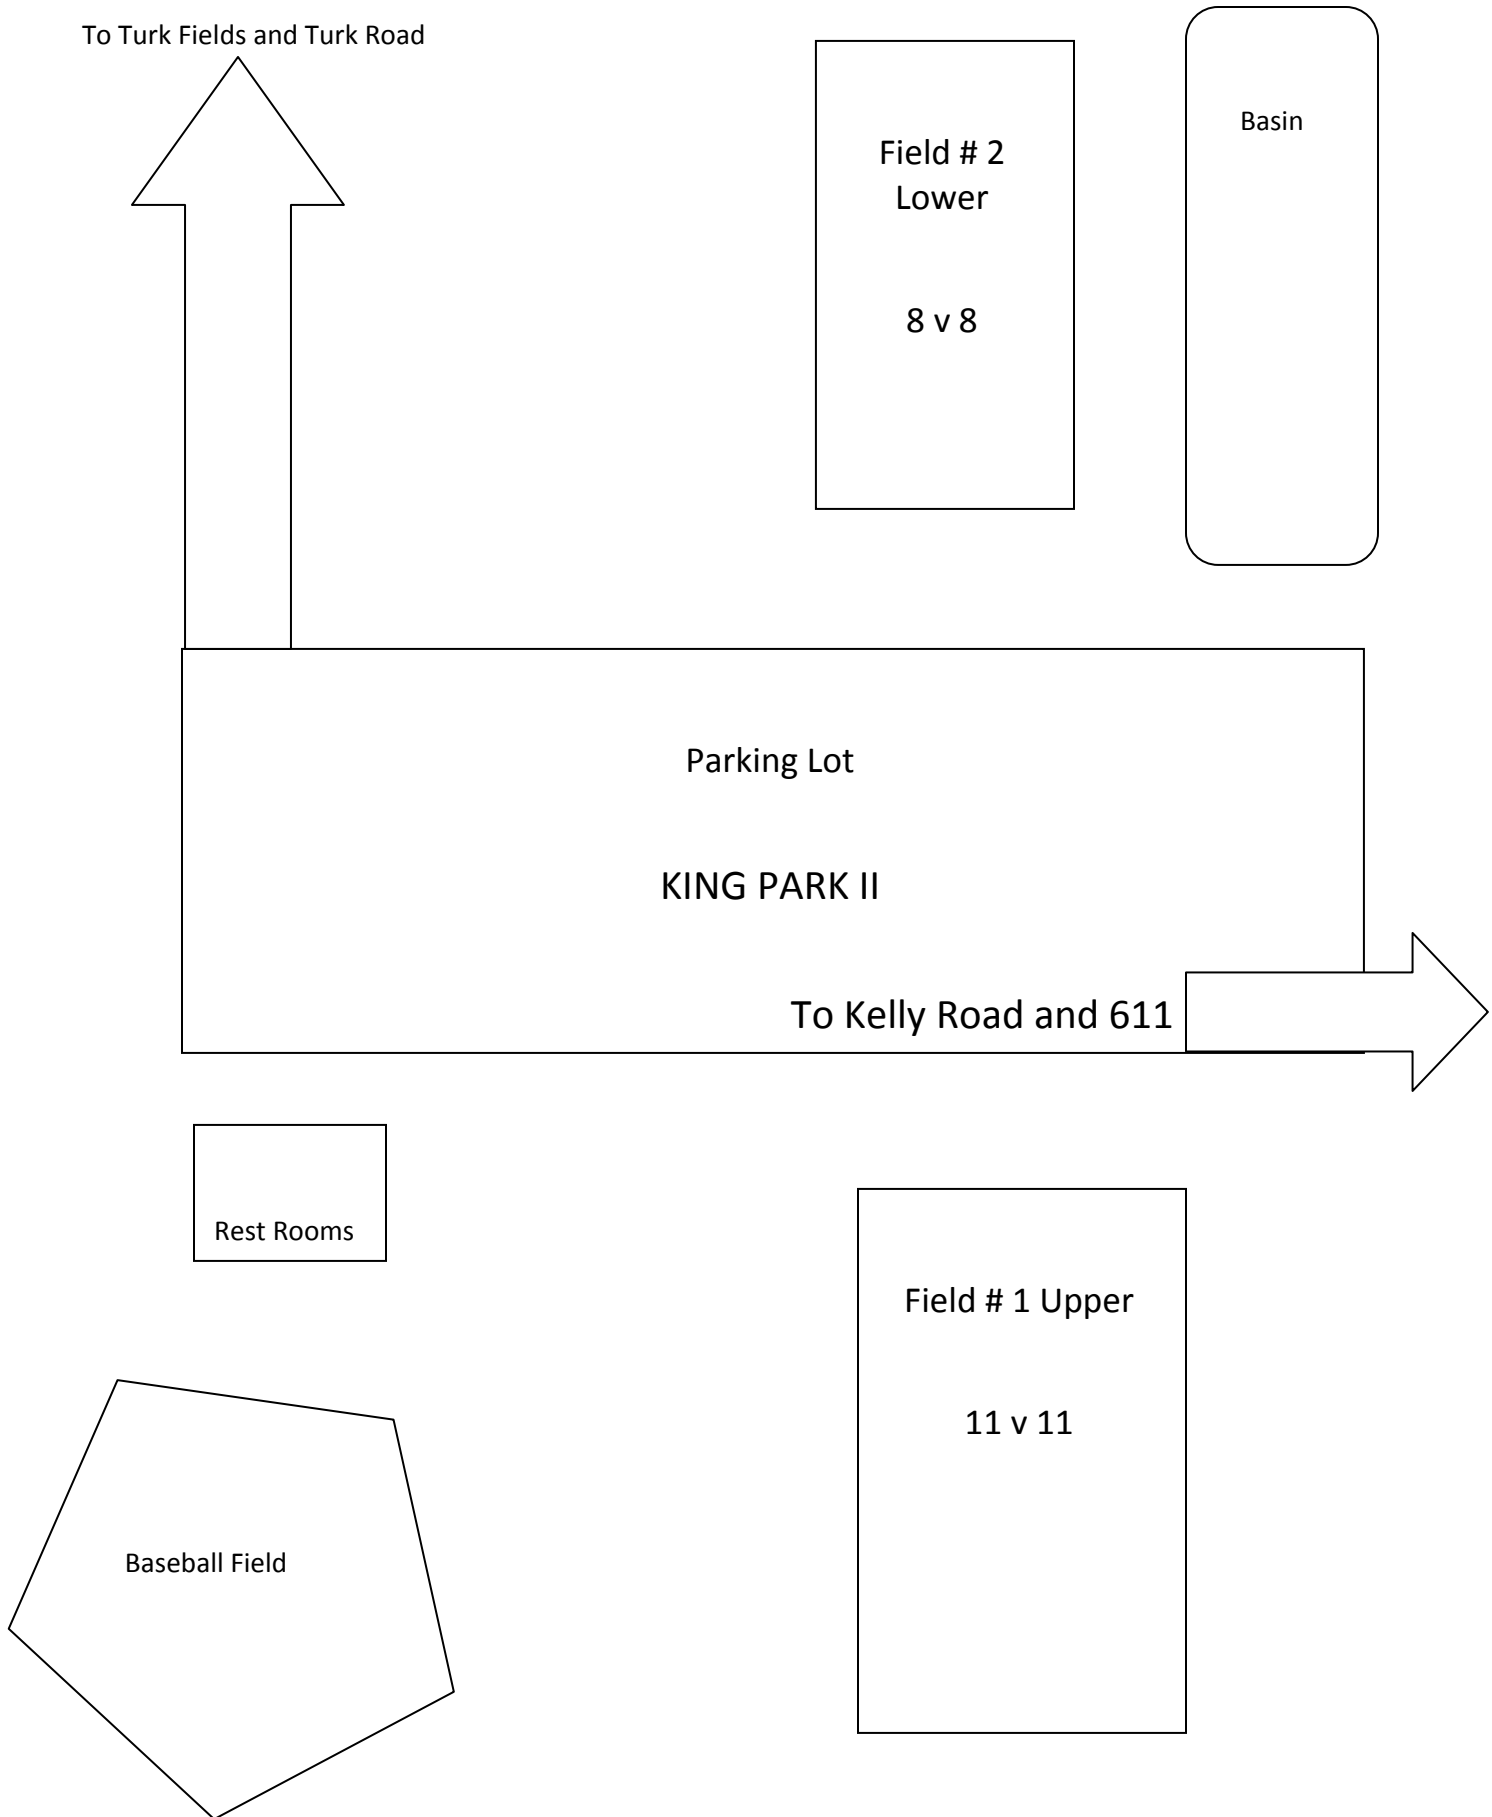 To Turk Fields and Turk Road
Basin
Field # 2
Lower
8 v 8
Parking Lot
KING PARK II
To Kelly Road and 611
Rest Rooms
Field # 1 Upper
11 v 11
Baseball Field